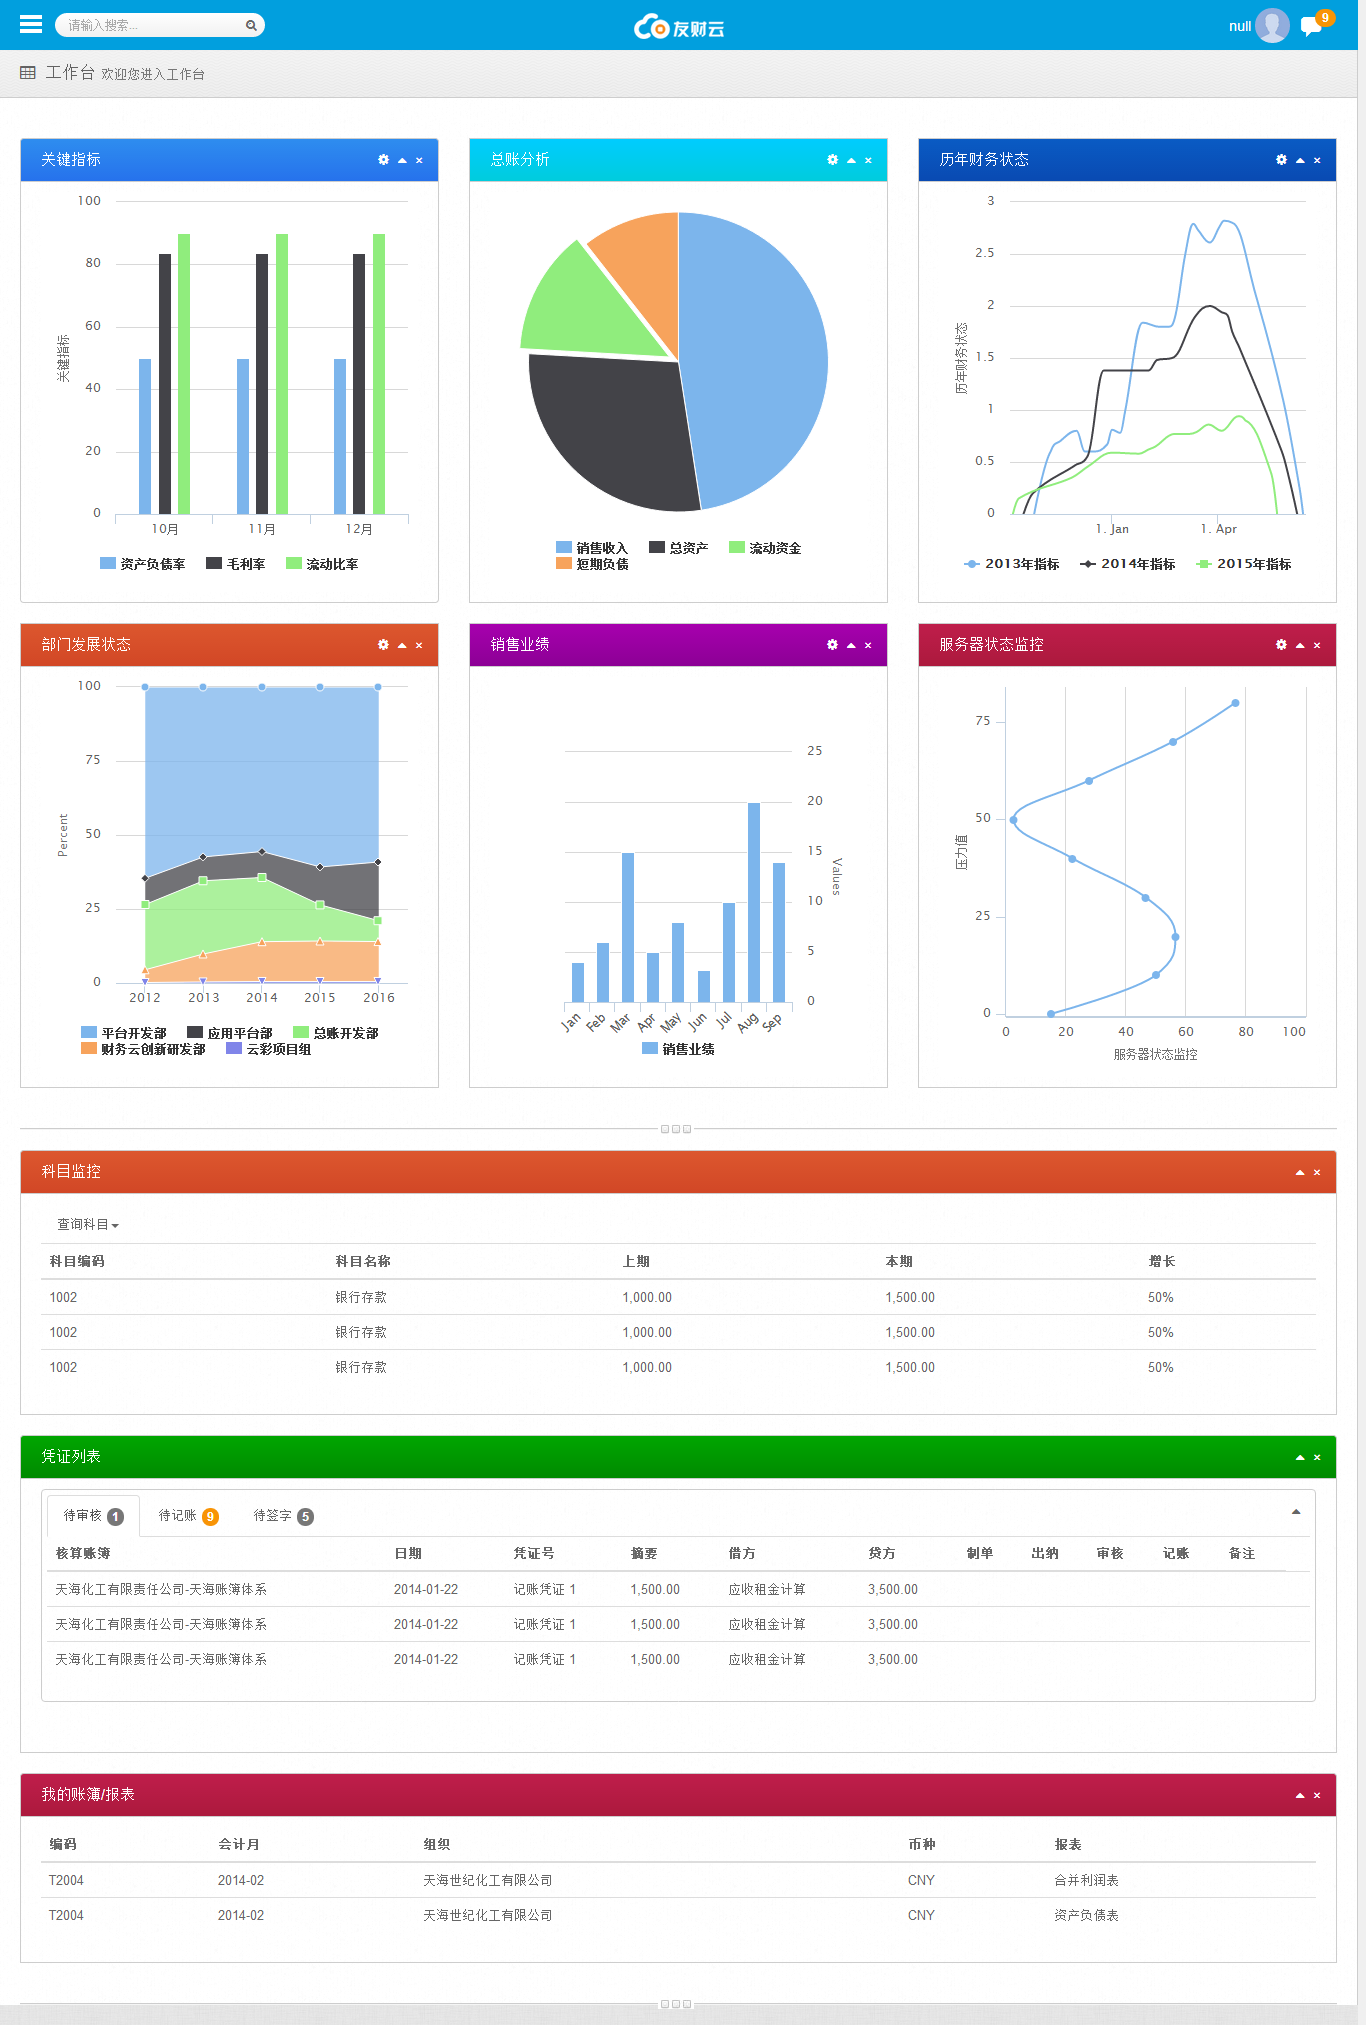 请输入搜索...
友财云
null
9
工作台 欢迎您进入工作台
关键指标
100
80
60
40
20
0
关键指标
10月 11月 12月
资产负债率 毛利率 流动比率
总账分析
销售收入 总资产 流动资金
短期负债
历年财务状态
3
2.5
2
1.5
1
0.5
0
历年财务状态
1. Jan 1. Apr
2013年指标 2014年指标 2015年指标
部门发展状态
100
75
50
25
0
Percent
2012 2013 2014 2015 2016
平台开发部 应用平台部 总账开发部
财务云创新研发部 云彩项目组
销售业绩
25
20
15
10
5
0
Values
Jan Feb Mar Apr May Jun Jul Aug Sep
销售业绩
服务器状态监控
75
50
25
0
压力值
0 20 40 60 80 100
服务器状态监控
科目监控
查询科目
科目编码 科目名称 上期 本期 增长
1002 银行存款 1,000.00 1,500.00 50%
1002 银行存款 1,000.00 1,500.00 50%
1002 银行存款 1,000.00 1,500.00 50%
凭证列表
待审核 1 待记账 9 待签字 5
核算账簿 日期 凭证号 摘要 借方 贷方 制单 出纳 审核 记账 备注
天海化工有限责任公司-天海账簿体系 2014-01-22 记账凭证 1 1,500.00 应收租金计算 3,500.00
天海化工有限责任公司-天海账簿体系 2014-01-22 记账凭证 1 1,500.00 应收租金计算 3,500.00
天海化工有限责任公司-天海账簿体系 2014-01-22 记账凭证 1 1,500.00 应收租金计算 3,500.00
我的账簿/报表
编码 会计月 组织 币种 报表
T2004 2014-02 天海世纪化工有限公司 CNY 合并利润表
T2004 2014-02 天海世纪化工有限公司 CNY 资产负债表